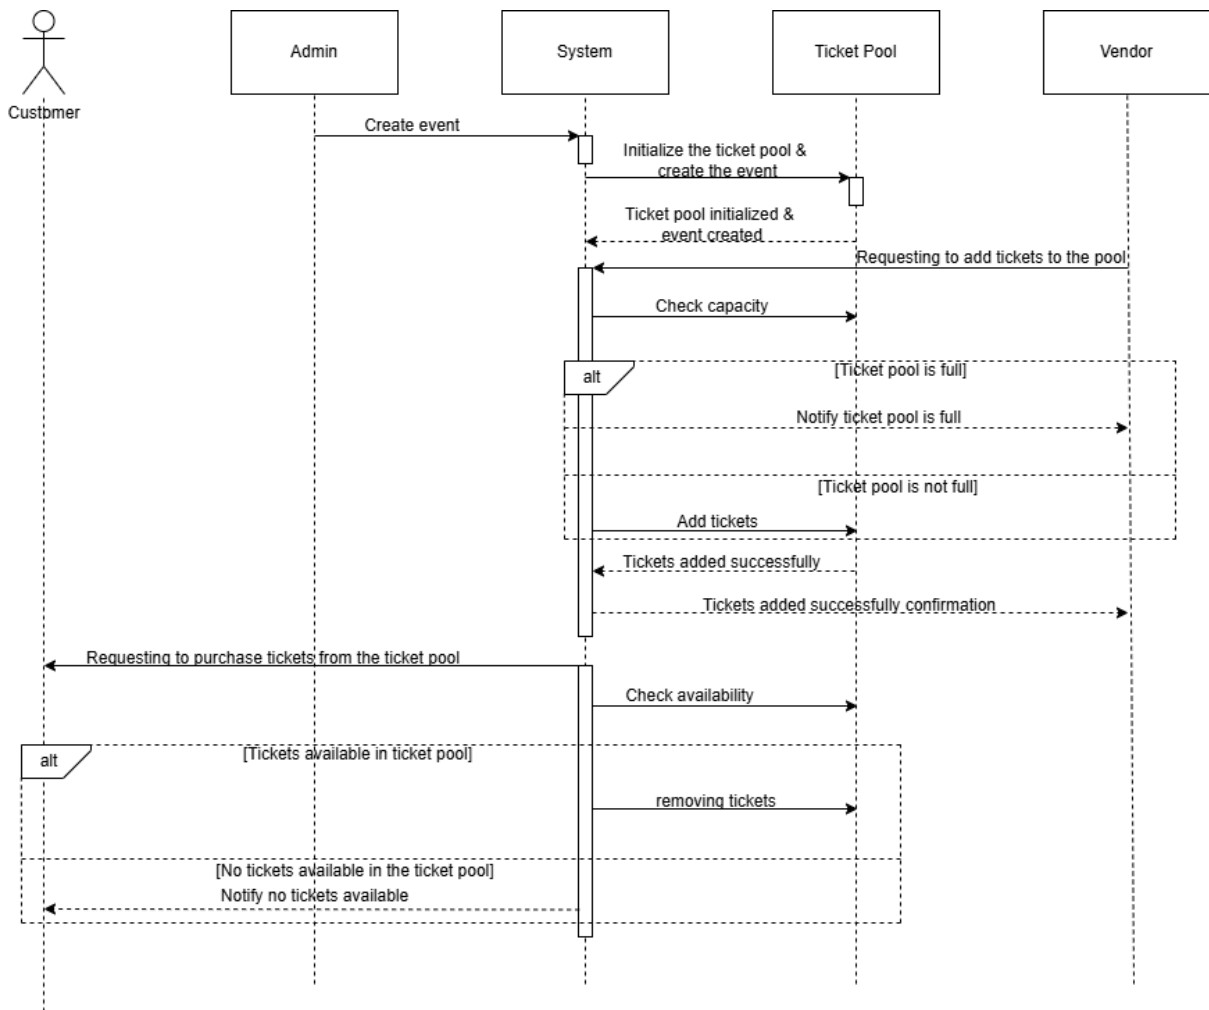 Customer
Admin
System
Ticket Pool
Vendor
Create event
Initialize the ticket pool &
create the event
Ticket pool initialized &
event created
Requesting to add tickets to the pool
Check capacity
alt
[Ticket pool is full]
Notify ticket pool is full
[Ticket pool is not full]
Add tickets
Tickets added successfully
Tickets added successfully confirmation
Requesting to purchase tickets from the ticket pool
Check availability
alt
[Tickets available in ticket pool]
removing tickets
[No tickets available in the ticket pool]
Notify no tickets available